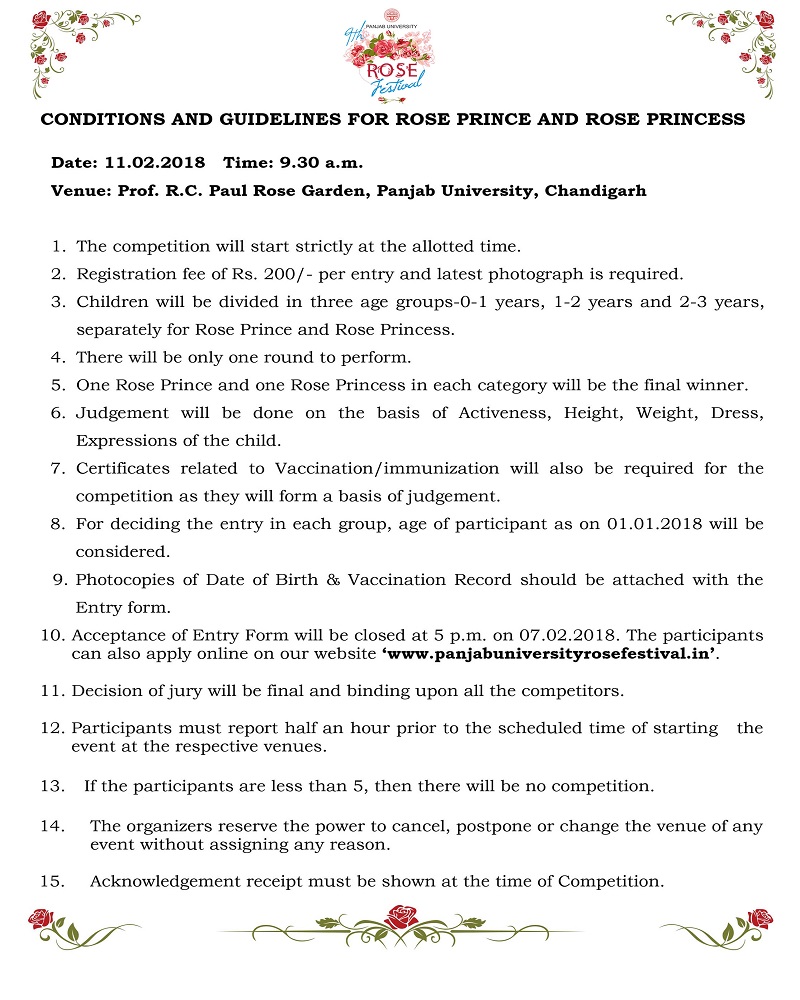 PANJAB UNIVERSITY
9th
ROSE
Festival
CONDITIONS AND GUIDELINES FOR ROSE PRINCE AND ROSE PRINCESS
Date: 11.02.2018 Time: 9.30 a.m.
Venue: Prof. R.C. Paul Rose Garden, Panjab University, Chandigarh
1. The competition will start strictly at the allotted time.
2. Registration fee of Rs. 200/- per entry and latest photograph is required.
3. Children will be divided in three age groups-0-1 years, 1-2 years and 2-3 years,
separately for Rose Prince and Rose Princess.
4. There will be only one round to perform.
5. One Rose Prince and one Rose Princess in each category will be the final winner.
6. Judgement will be done on the basis of Activeness, Height, Weight, Dress,
Expressions of the child.
7. Certificates related to Vaccination/immunization will also be required for the
competition as they will form a basis of judgement.
8. For deciding the entry in each group, age of participant as on 01.01.2018 will be
considered.
9. Photocopies of Date of Birth & Vaccination Record should be attached with the
Entry form.
10. Acceptance of Entry Form will be closed at 5 p.m. on 07.02.2018. The participants
can also apply online on our website ‘www.panjabuniversityrosefestival.in’.
11. Decision of jury will be final and binding upon all the competitors.
12. Participants must report half an hour prior to the scheduled time of starting the
event at the respective venues.
13. If the participants are less than 5, then there will be no competition.
14. The organizers reserve the power to cancel, postpone or change the venue of any
event without assigning any reason.
15. Acknowledgement receipt must be shown at the time of Competition.